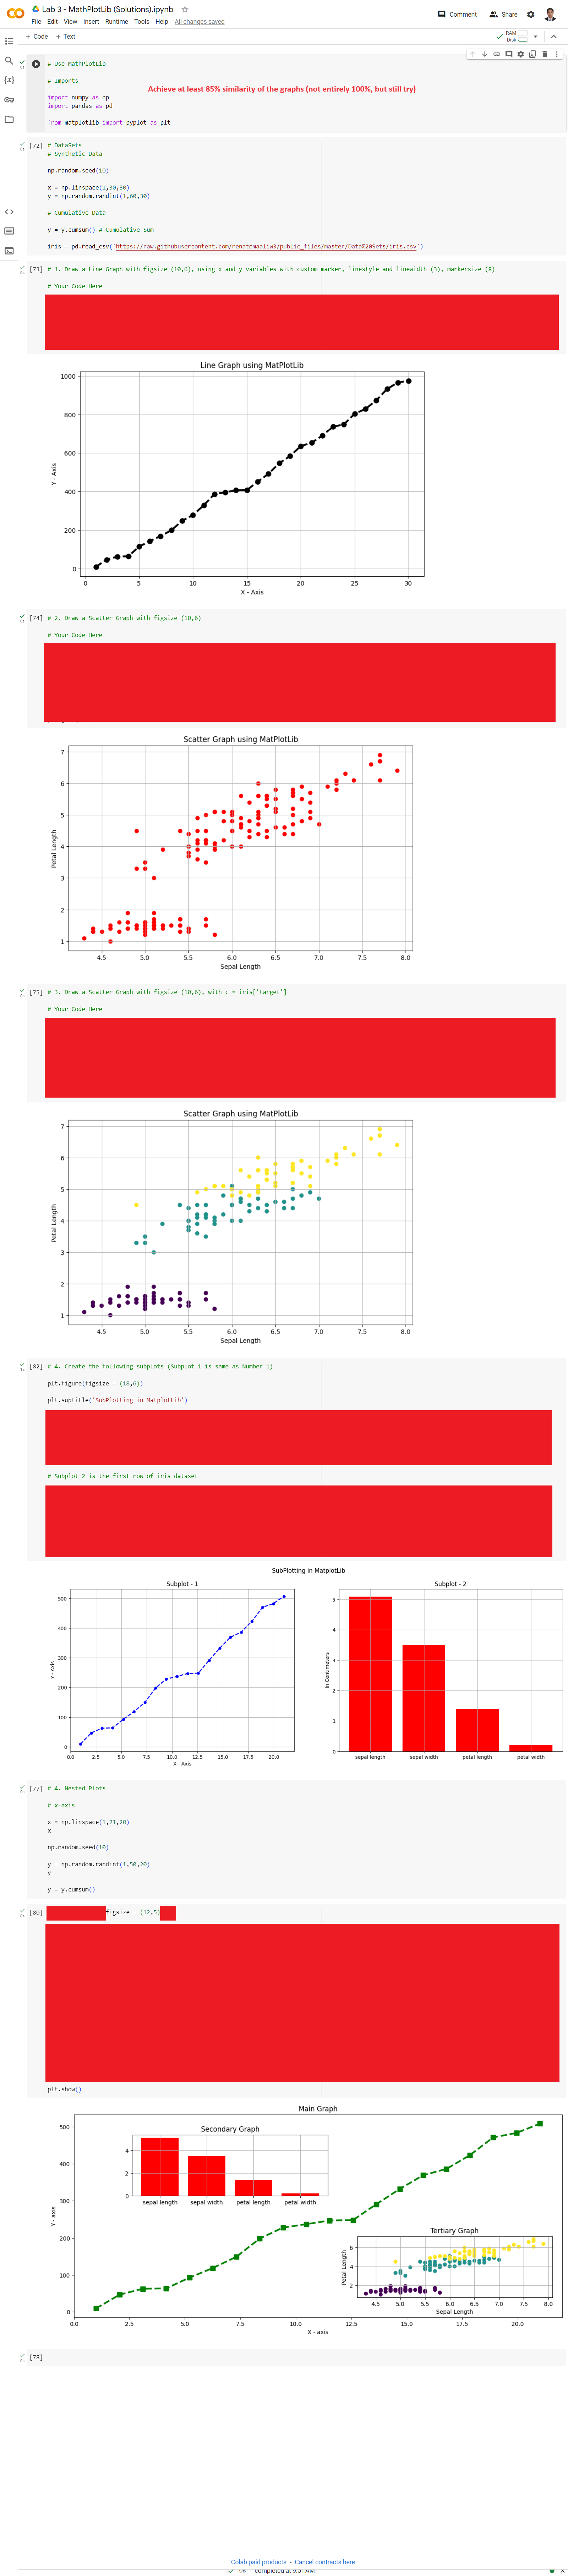 Lab 3 - MathPlotLib (Solutions).ipynb
File Edit View Insert Runtime Tools Help All changes saved
Comment Share
+ Code + Text
RAM
Disk
# Use MathPlotLib
# Imports
Achieve at least 85% similarity of the graphs (not entirely 100%, but still try)
import numpy as np
import pandas as pd
from matplotlib import pyplot as plt
[72] # DataSets
# Synthetic Data
np.random.seed(10)
x = np.linspace(1,30,30)
y = np.random.randint(1,60,30)
# Cumulative Data
y = y.cumsum() # Cumulative Sum
iris = pd.read_csv('https://raw.githubusercontent.com/renatomaaliw3/public_files/master/Data%20Sets/iris.csv')
[73] # 1. Draw a Line Graph with figsize (10,6), using x and y variables with custom marker, linestyle and linewidth (3), markersize (8)
# Your Code Here
Line Graph using MatPlotLib
1000
800
600
400
200
0
Y - Axis
0 5 10 15 20 25 30
X - Axis
[74] # 2. Draw a Scatter Graph with figsize (10,6)
# Your Code Here
Scatter Graph using MatPlotLib
7
6
5
4
3
2
1
Petal Length
4.5 5.0 5.5 6.0 6.5 7.0 7.5 8.0
Sepal Length
[75] # 3. Draw a Scatter Graph with figsize (10,6), with c = iris['target']
# Your Code Here
Scatter Graph using MatPlotLib
7
6
5
4
3
2
1
Petal Length
4.5 5.0 5.5 6.0 6.5 7.0 7.5 8.0
Sepal Length
[82] # 4. Create the following subplots (Subplot 1 is same as Number 1)
plt.figure(figsize = (18,6))
plt.suptitle('SubPlotting in MatplotLib')
# Subplot 2 is the first row of iris dataset
SubPlotting in MatplotLib
Subplot - 1
500
400
300
200
100
0
Y - Axis
0.0 2.5 5.0 7.5 10.0 12.5 15.0 17.5 20.0
X - Axis
Subplot - 2
5
4
3
2
1
0
In Centimeters
sepal length sepal width petal length petal width
[77] # 4. Nested Plots
# x-axis
x = np.linspace(1,21,20)
x
np.random.seed(10)
y = np.random.randint(1,50,20)
y
y = y.cumsum()
[80] figsize = (12,5)
plt.show()
Main Graph
500
400
300
200
100
0
Y - axis
Secondary Graph
4
2
0
sepal length sepal width petal length petal width
Tertiary Graph
6
4
2
Petal Length
4.5 5.0 5.5 6.0 6.5 7.0 7.5 8.0
Sepal Length
0.0 2.5 5.0 7.5 10.0 12.5 15.0 17.5 20.0
X - axis
[78]
Colab paid products - Cancel contracts here
0s completed at 9:51 AM